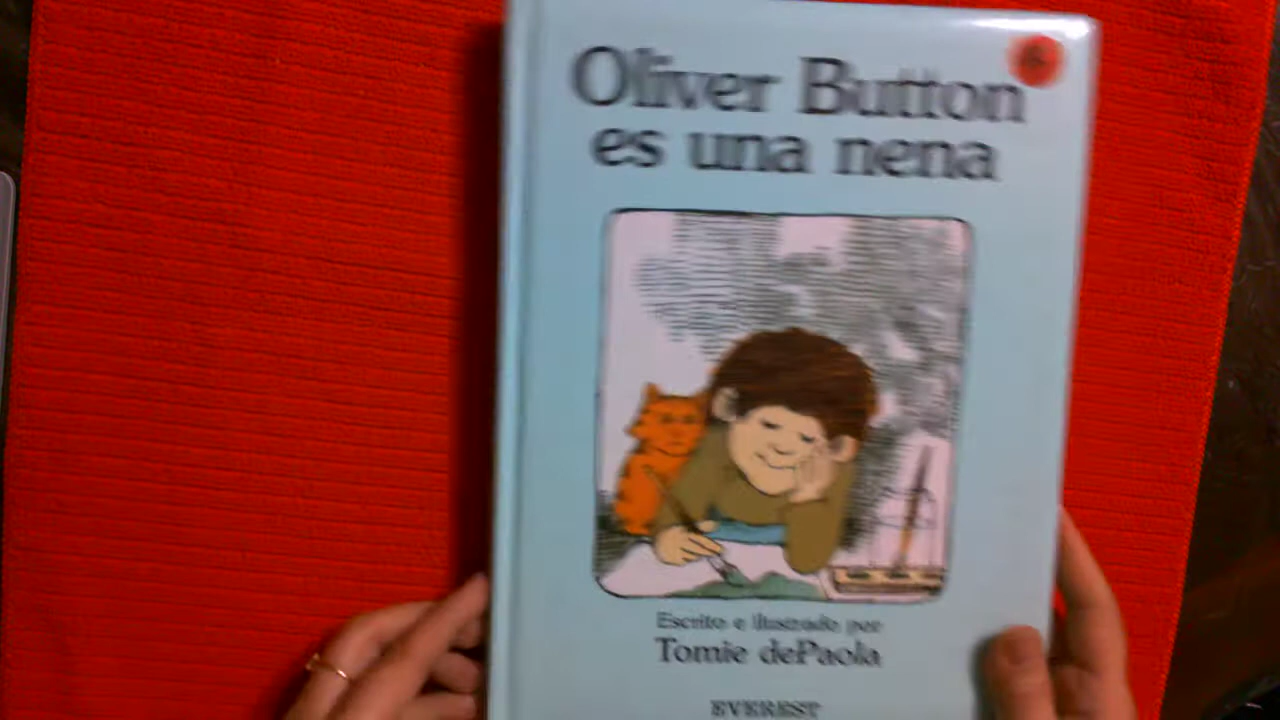 Oliver Button
es una nena
Escrito e ilustrado por
Tomie dePaola
EVEREST